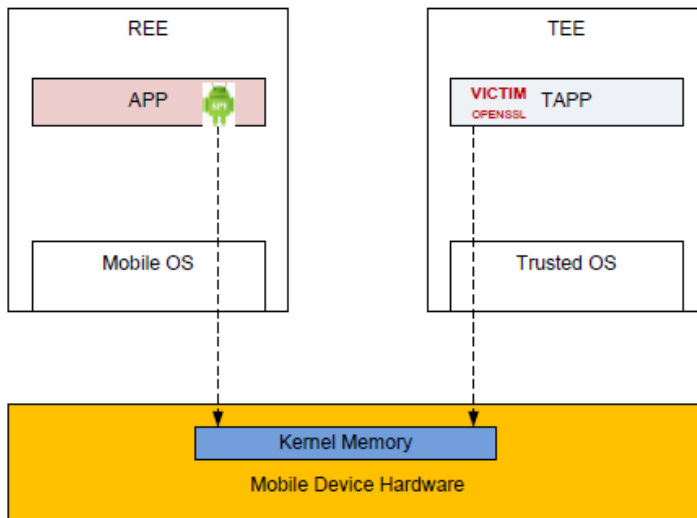 REE
TEE
APP
SPY
VICTIM
OPENSSL
TAPP
Mobile OS
Trusted OS
Kernel Memory
Mobile Device Hardware